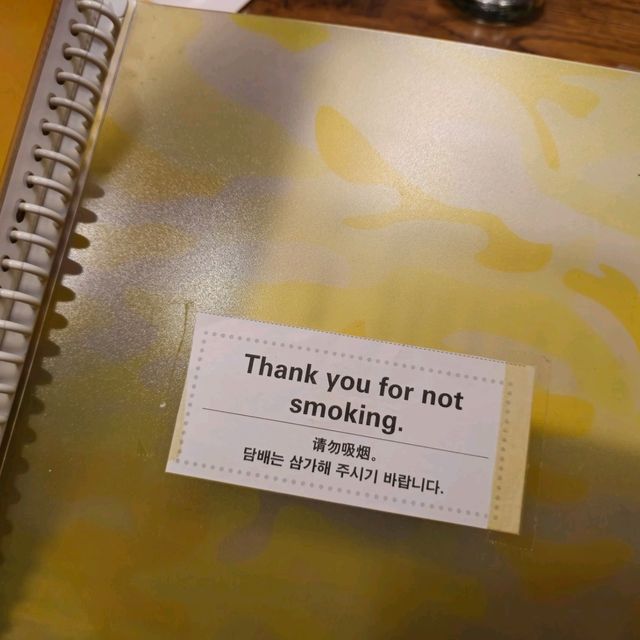 Thank you for not
smoking.
请勿吸烟。
담배는 삼가해 주시기 바랍니다.